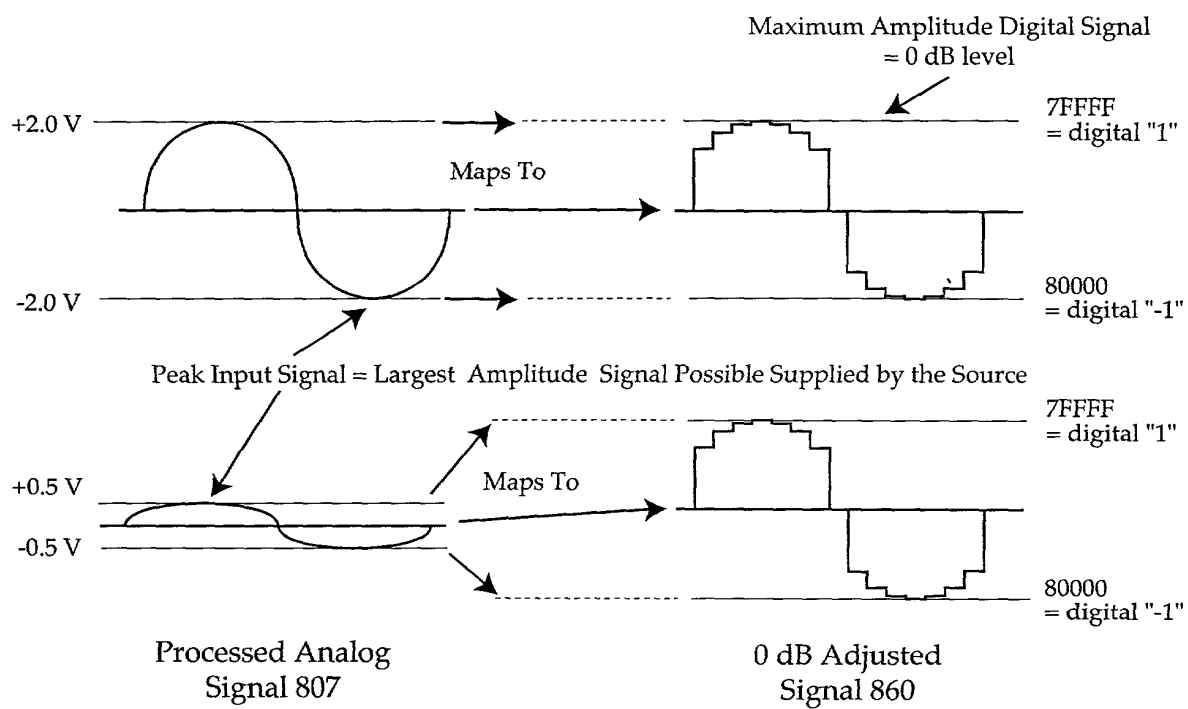 Maximum Amplitude Digital Signal
= 0 dB level
+2.0 V
7FFFF
= digital "1"
Maps To
-2.0 V
80000
= digital "-1"
Peak Input Signal = Largest Amplitude Signal Possible Supplied by the Source
7FFFF
= digital "1"
+0.5 V
Maps To
-0.5 V
80000
= digital "-1"
Processed Analog
Signal 807
0 dB Adjusted
Signal 860